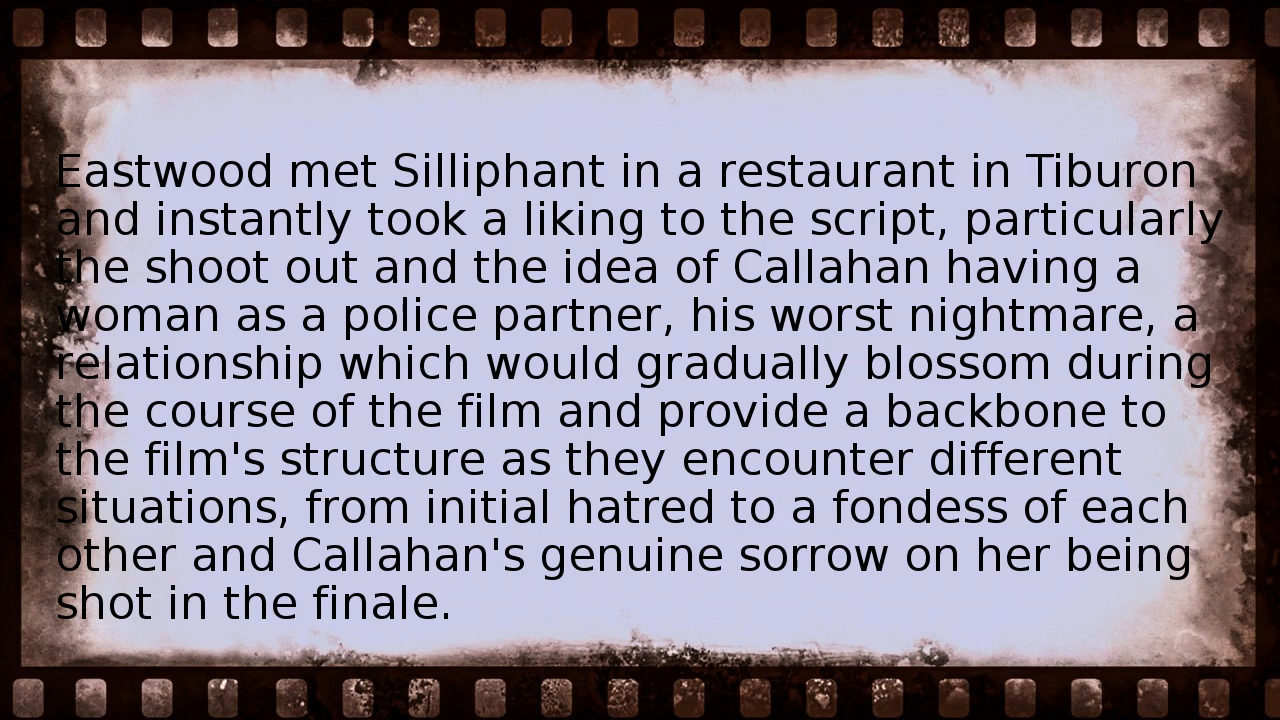 Eastwood met Silliphant in a restaurant in Tiburon
and instantly took a liking to the script, particularly
the shoot out and the idea of Callahan having a
woman as a police partner, his worst nightmare, a
relationship which would gradually blossom during
the course of the film and provide a backbone to
the film's structure as they encounter different
situations, from initial hatred to a fondess of each
other and Callahan's genuine sorrow on her being
shot in the finale.